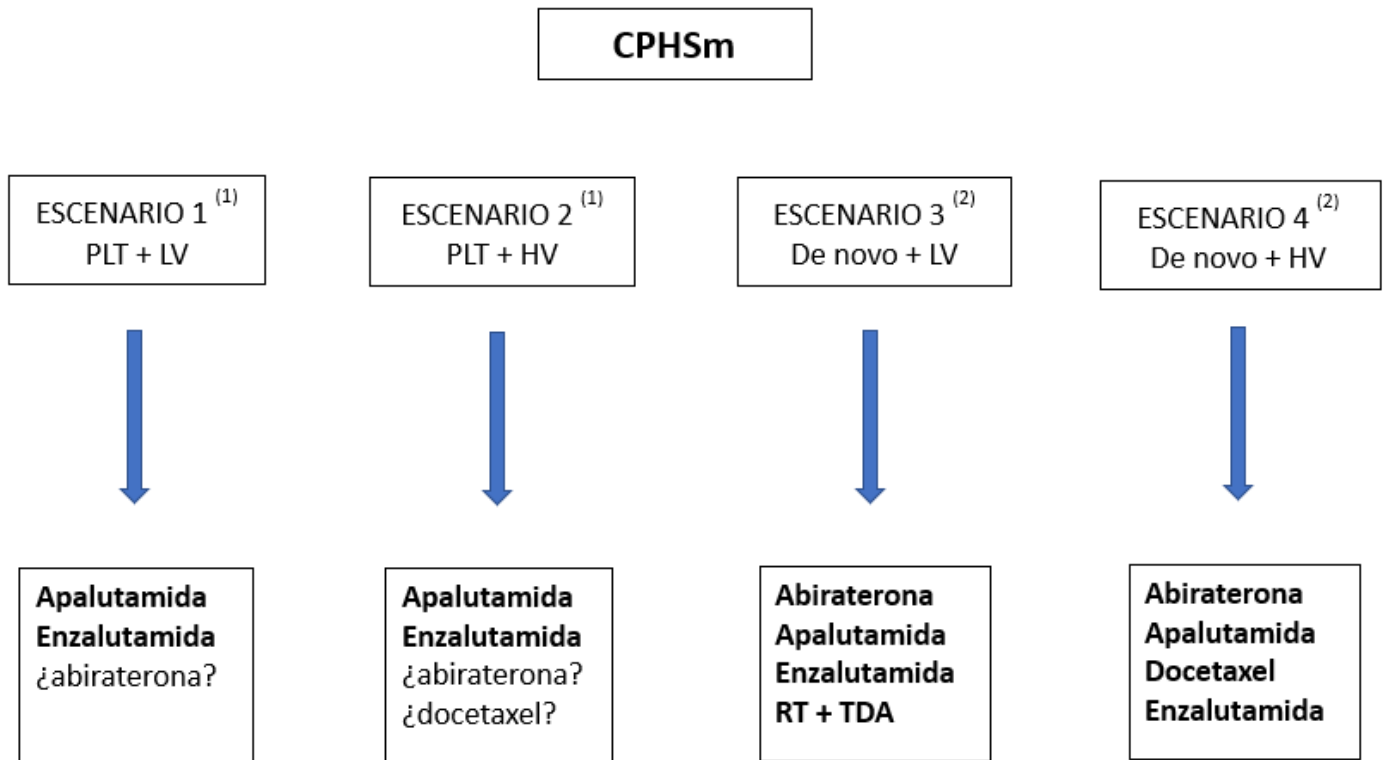 CPHSm
ESCENARIO 1 (1)
PLT + LV
ESCENARIO 2 (1)
PLT + HV
ESCENARIO 3 (2)
De novo + LV
ESCENARIO 4 (2)
De novo + HV
Apalutamida
Enzalutamida
¿abiraterona?
Apalutamida
Enzalutamida
¿abiraterona?
¿docetaxel?
Abiraterona
Apalutamida
Enzalutamida
RT + TDA
Abiraterona
Apalutamida
Docetaxel
Enzalutamida